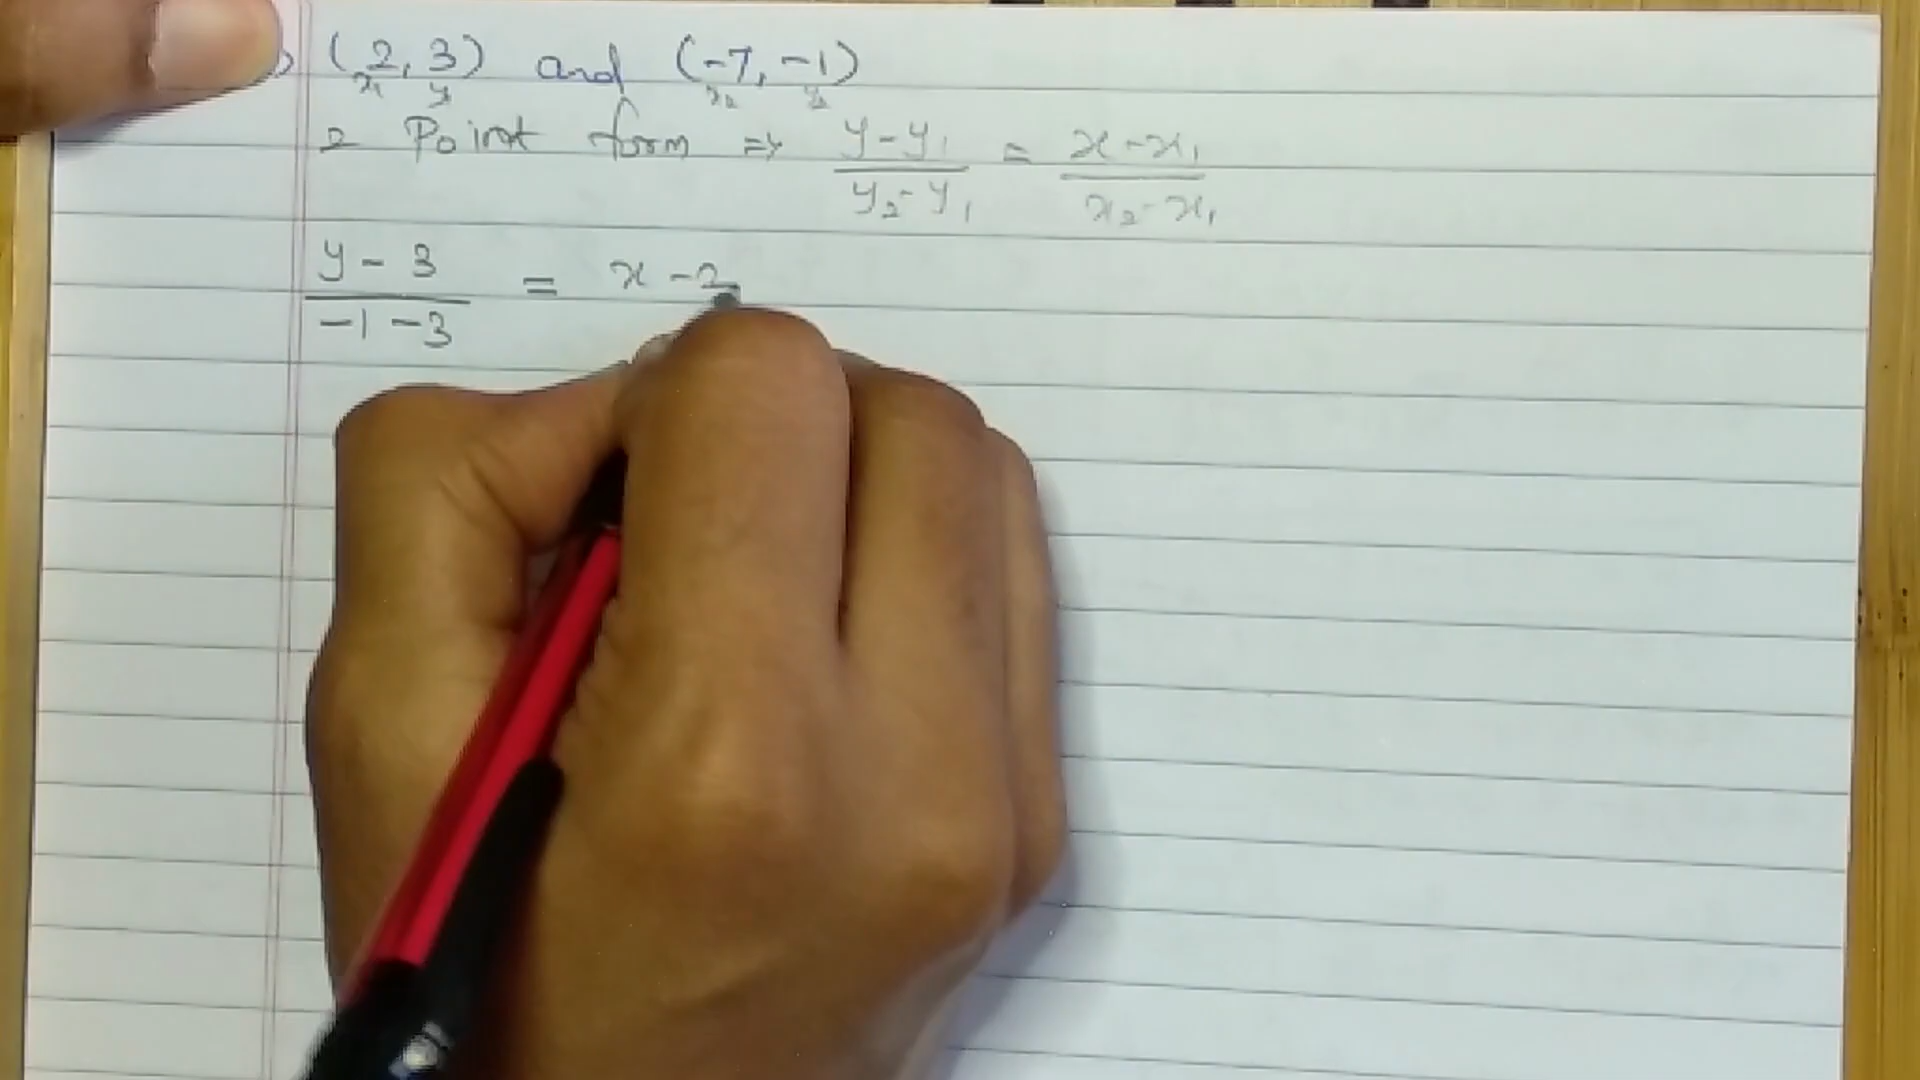 ) (2, 3) and (-7, -1)
x₁ y₁ x₂ y₂
2 Point form ⇒ y-y₁/y₂-y₁ = x-x₁/x₂-x₁
y-3/-1-3 = x-2